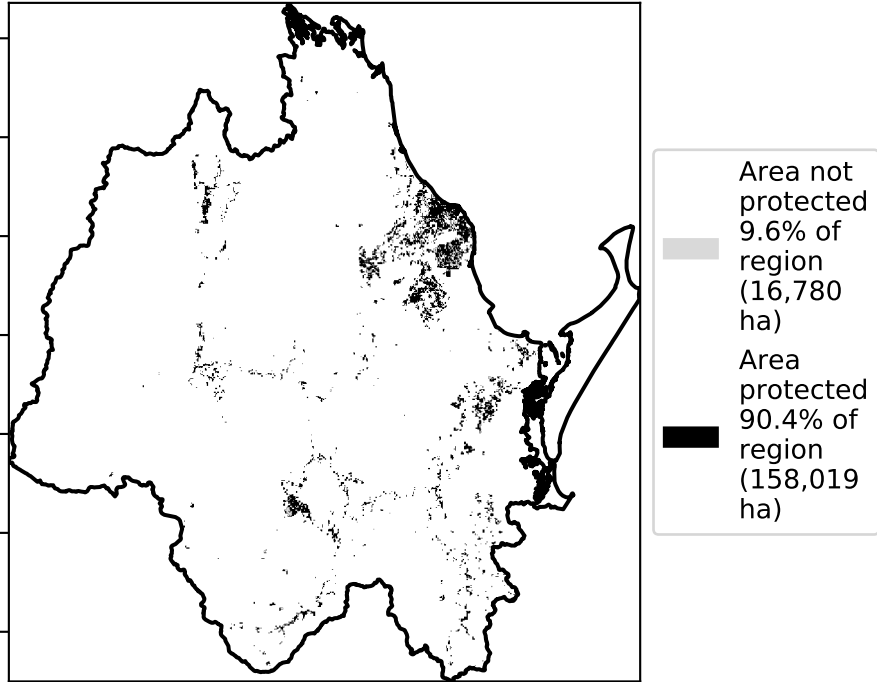 Area not
protected
9.6% of
region
(16,780
ha)
Area
protected
90.4% of
region
(158,019
ha)